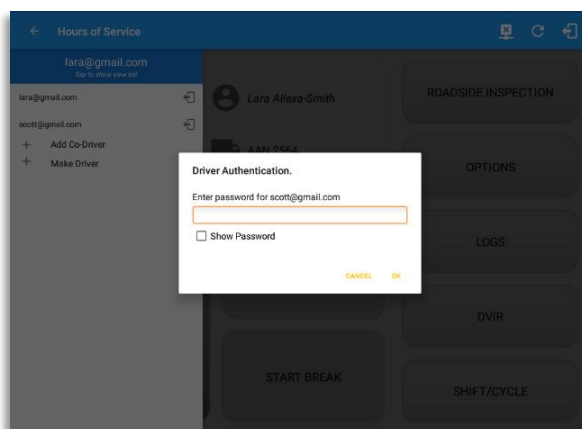 Hours of Service
lara@gmail.com
Tap to show view list
lara@gmail.com
scott@gmail.com
+ Add Co-Driver
+ Make Driver
Lara Allexa-Smith
AAN 2564
Driver Authentication.
Enter password for scott@gmail.com
Show Password
CANCEL OK
START BREAK
ROADSIDE INSPECTION
OPTIONS
LOGS
DVIR
SHIFT/CYCLE